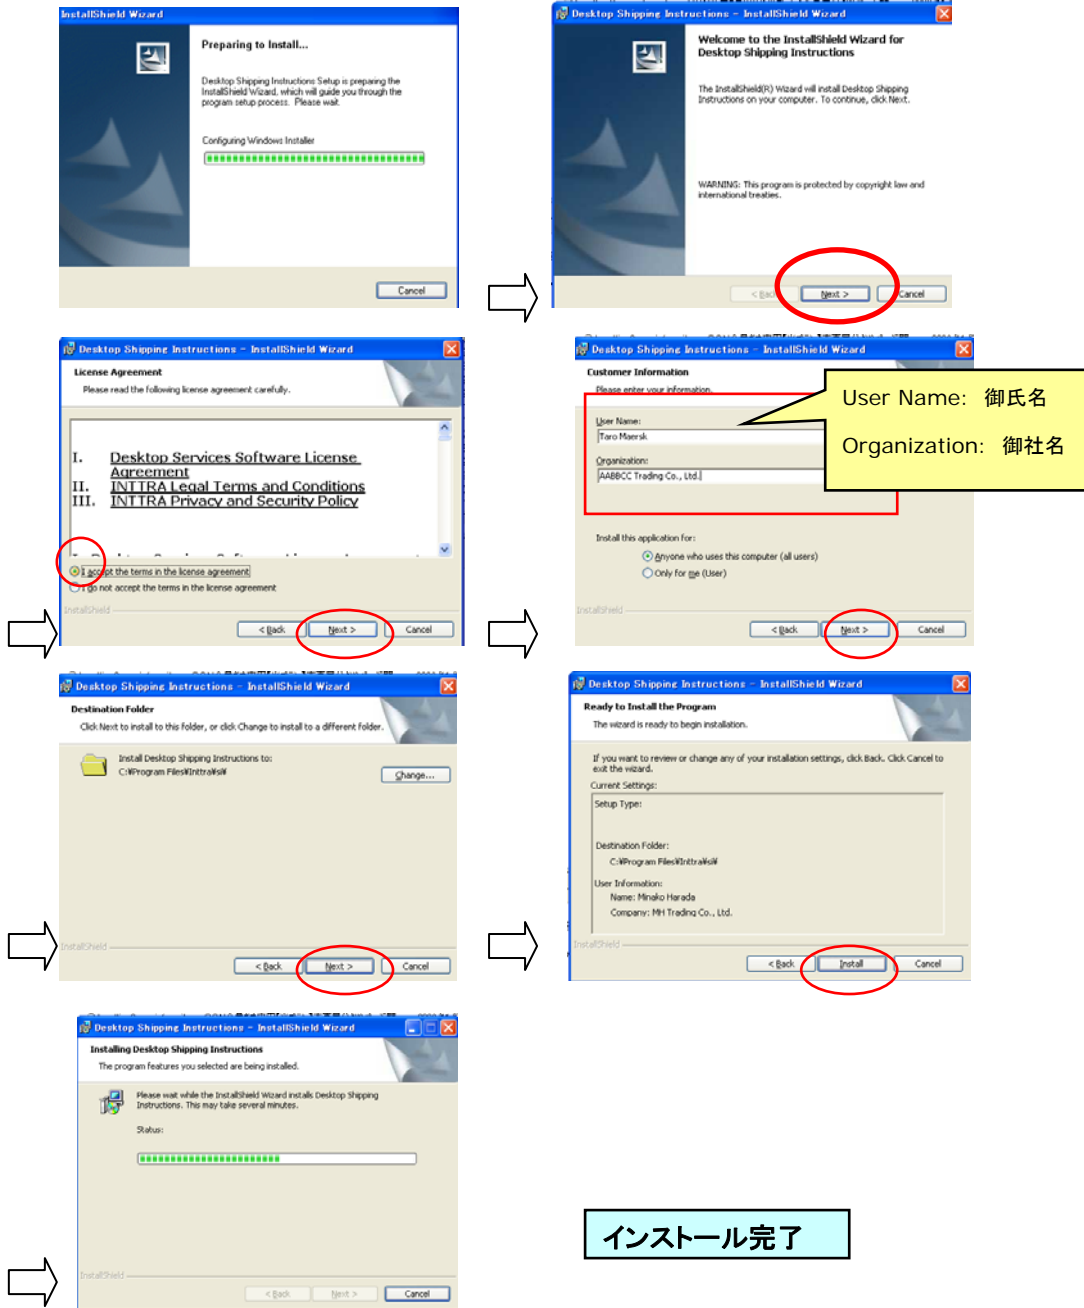 InstallShield Wizard
Preparing to Install...
Desktop Shipping Instructions Setup is preparing the
InstallShield Wizard, which will guide you through the
program setup process. Please wait.
Configuring Windows Installer
Cancel
Desktop Shipping Instructions - InstallShield Wizard
Welcome to the InstallShield Wizard for
Desktop Shipping Instructions
The InstallShield(R) Wizard will install Desktop Shipping
Instructions on your computer. To continue, click Next.
WARNING: This program is protected by copyright law and
international treaties.
< Back
Next >
Cancel
Desktop Shipping Instructions - InstallShield Wizard
License Agreement
Please read the following license agreement carefully.
I. Desktop Services Software License
Agreement
II. INTTRA Legal Terms and Conditions
III. INTTRA Privacy and Security Policy
I accept the terms in the license agreement
I do not accept the terms in the license agreement
InstallShield
< Back
Next >
Cancel
Desktop Shipping Instructions - InstallShield Wizard
Customer Information
Please enter your information.
User Name:
Taro Maersk
Organization:
AABBCC Trading Co., Ltd.
User Name: 御氏名
Organization: 御社名
Install this application for:
Anyone who uses this computer (all users)
Only for me (User)
InstallShield
< Back
Next >
Cancel
Desktop Shipping Instructions - InstallShield Wizard
Destination Folder
Click Next to install to this folder, or click Change to install to a different folder.
Install Desktop Shipping Instructions to:
C:¥Program Files¥Inttra¥si¥
Change...
InstallShield
< Back
Next >
Cancel
Desktop Shipping Instructions - InstallShield Wizard
Ready to Install the Program
The wizard is ready to begin installation.
If you want to review or change any of your installation settings, click Back. Click Cancel to
exit the wizard.
Current Settings:
Setup Type:
Destination Folder:
C:¥Program Files¥Inttra¥si¥
User Information:
Name: Minako Harada
Company: MH Trading Co., Ltd.
InstallShield
< Back
Install
Cancel
Desktop Shipping Instructions - InstallShield Wizard
Installing Desktop Shipping Instructions
The program features you selected are being installed.
Please wait while the InstallShield Wizard installs Desktop Shipping
Instructions. This may take several minutes.
Status:
InstallShield
< Back
Next >
Cancel
インストール完了